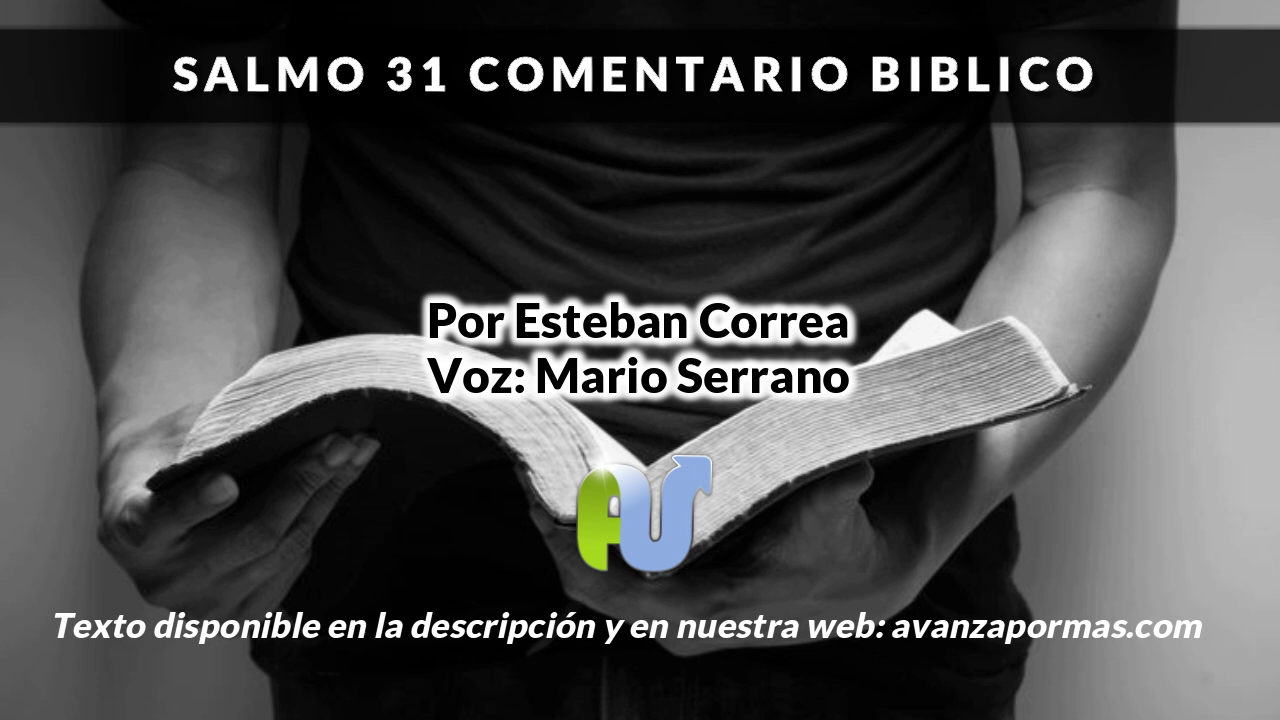 SALMO 31 COMENTARIO BIBLICO
Por Esteban Correa
Voz: Mario Serrano
AU
Texto disponible en la descripción y en nuestra web: avanzapormas.com